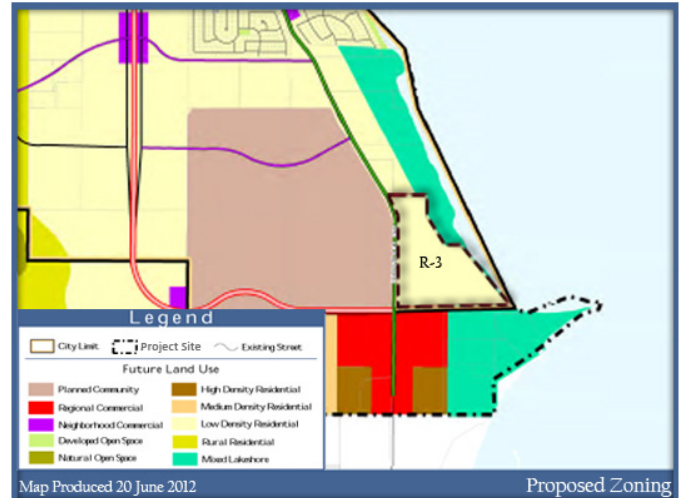 R-3
Legend
City Limit Project Site Existing Street
Future Land Use
Planned Community High Density Residential
Regional Commercial Medium Density Residential
Neighborhood Commercial Low Density Residential
Developed Open Space Rural Residential
Natural Open Space Mixed Lakeshore
Map Produced 20 June 2012 Proposed Zoning